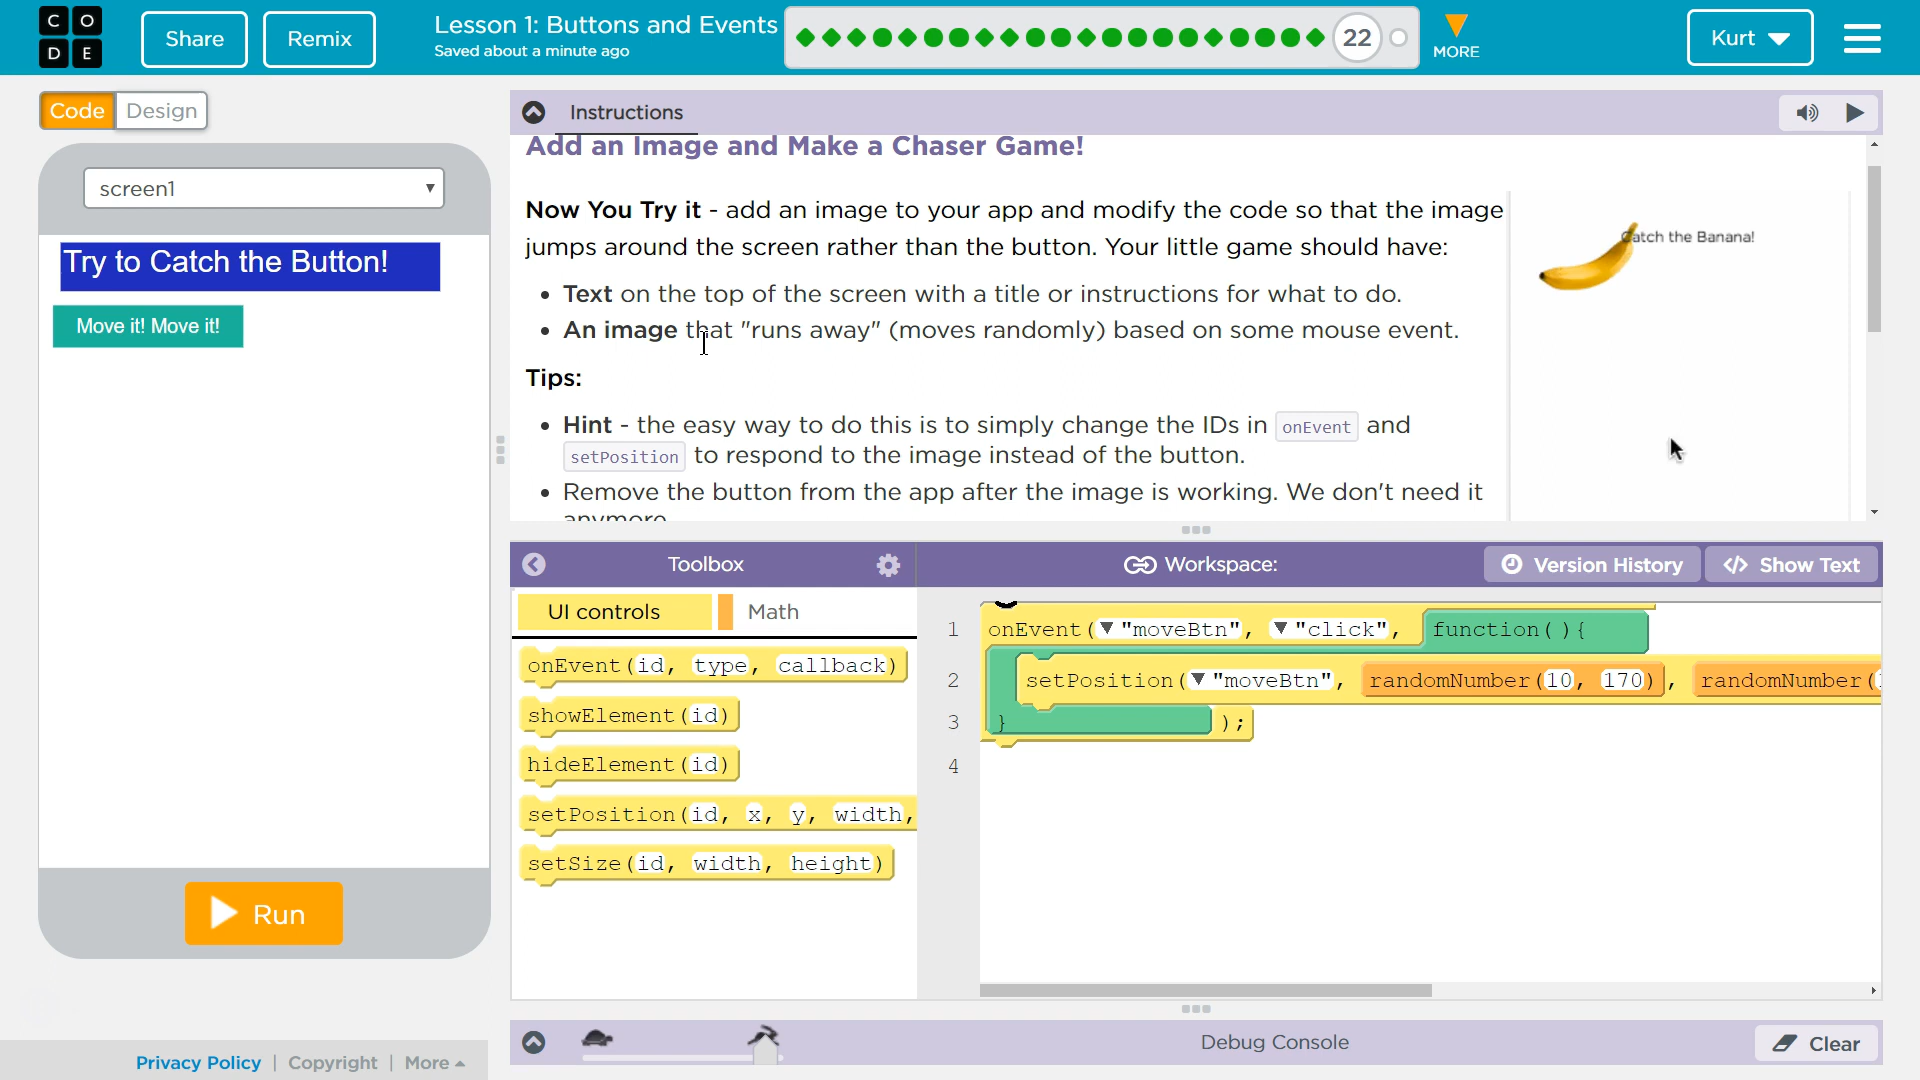 C O
D E
Share
Remix
Lesson 1: Buttons and Events
Saved about a minute ago
22
MORE
Kurt
Code
Design
Instructions
screen1
Try to Catch the Button!
Move it! Move it!
Run
Add an Image and Make a Chaser Game!
Now You Try it - add an image to your app and modify the code so that the image
jumps around the screen rather than the button. Your little game should have:
Text on the top of the screen with a title or instructions for what to do.
An image that "runs away" (moves randomly) based on some mouse event.
Tips:
Hint - the easy way to do this is to simply change the IDs in onEvent and
setPosition to respond to the image instead of the button.
Remove the button from the app after the image is working. We don't need it
anymore
Catch the Banana!
Toolbox
Workspace:
Version History
Show Text
UI controls
Math
onEvent(id, type, callback)
showElement(id)
hideElement(id)
setPosition(id, x, y, width,
setSize(id, width, height)
1 onEvent("moveBtn", "click", function( ){
2 setPosition("moveBtn", randomNumber(10, 170), randomNumber(
3 } );
4
Debug Console
Clear
Privacy Policy | Copyright | More